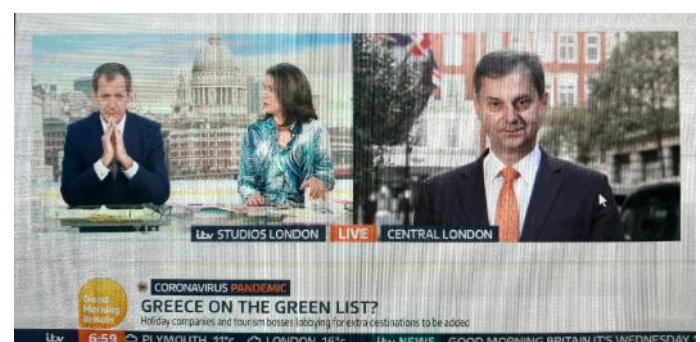 itv STUDIOS LONDON LIVE CENTRAL LONDON
CORONAVIRUS PANDEMIC
Good
Morning
Britain
GREECE ON THE GREEN LIST?
Holiday companies and tourism bosses lobbying for extra destinations to be added
itv 6:59 PLYMOUTH 11°c LONDON 16°c itv NEWS GOOD MORNING BRITAIN IT'S WEDNESDAY